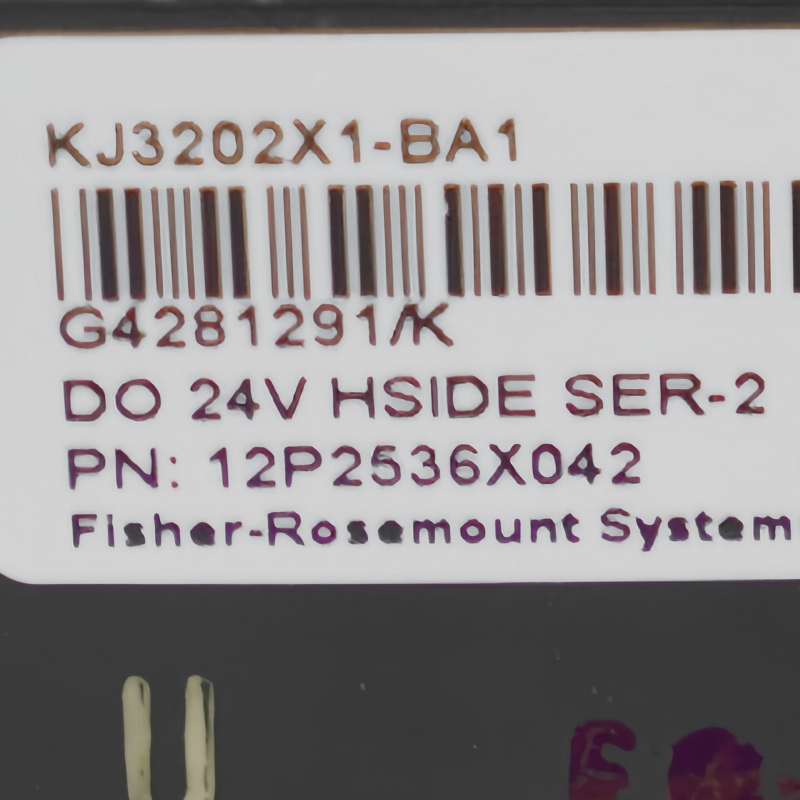 KJ3202X1-BA1
G4281291/K
DO 24V HSIDE SER-2
PN: 12P2536X042
Fisher-Rosemount System